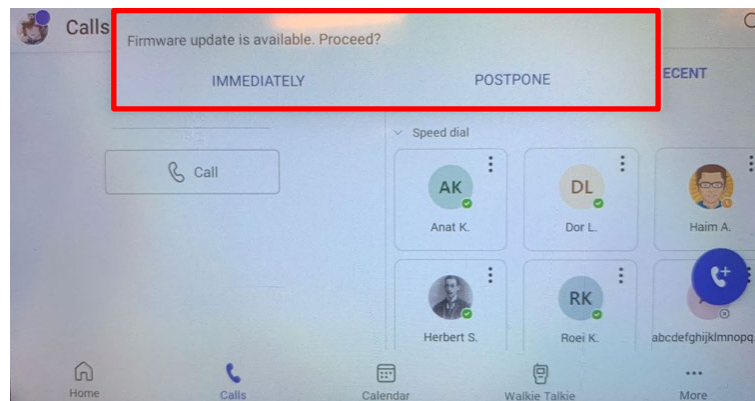 Calls
Firmware update is available. Proceed?
IMMEDIATELY
POSTPONE
ECENT
Speed dial
Call
AK
DL
Anat K.
Dor L.
Haim A.
RK
Herbert S.
Roei K.
abcdefghijklmnopq.
Home
Calls
Calendar
Walkie Talkie
More